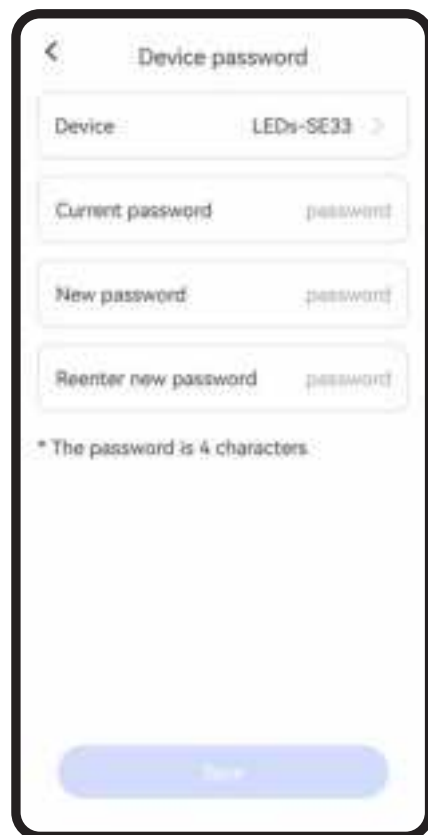 Device password
Device LEDs-SE33
Current password password
New password password
Reenter new password password
* The password is 4 characters
Save